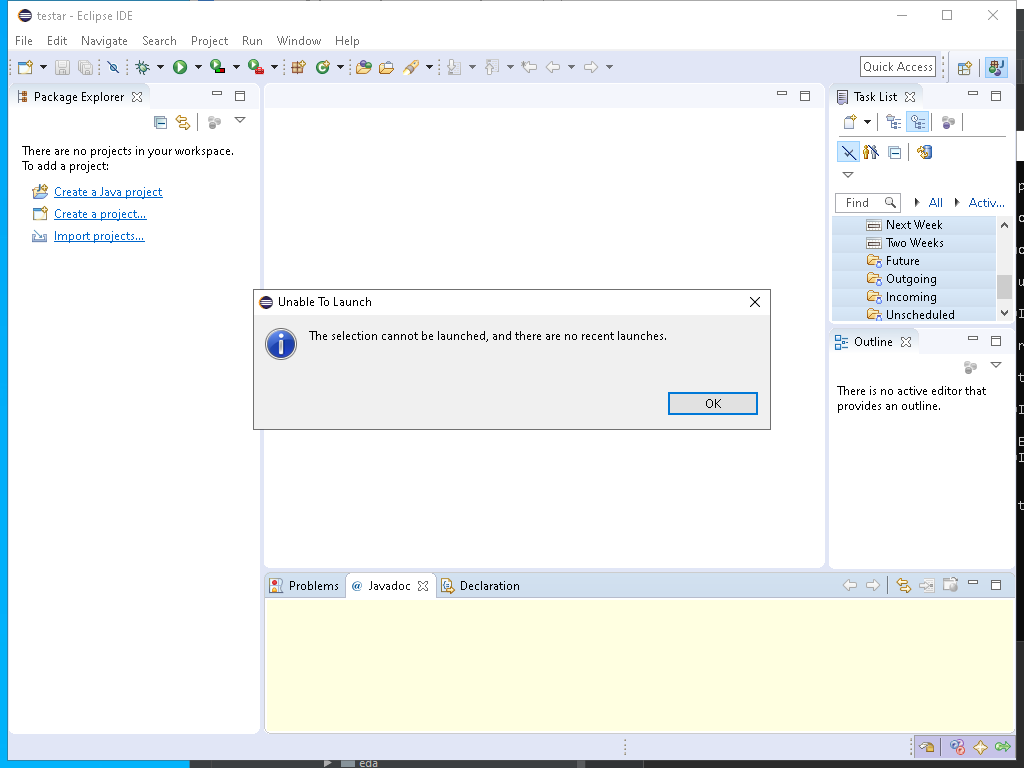 testar - Eclipse IDE
File Edit Navigate Search Project Run Window Help
Quick Access
Package Explorer
There are no projects in your workspace.
To add a project:
Create a Java project
Create a project...
Import projects...
Task List
Find All Activ...
Next Week
Two Weeks
Future
Outgoing
Incoming
Unscheduled
Outline
There is no active editor that
provides an outline.
Unable To Launch
The selection cannot be launched, and there are no recent launches.
OK
Problems @ Javadoc Declaration
eda